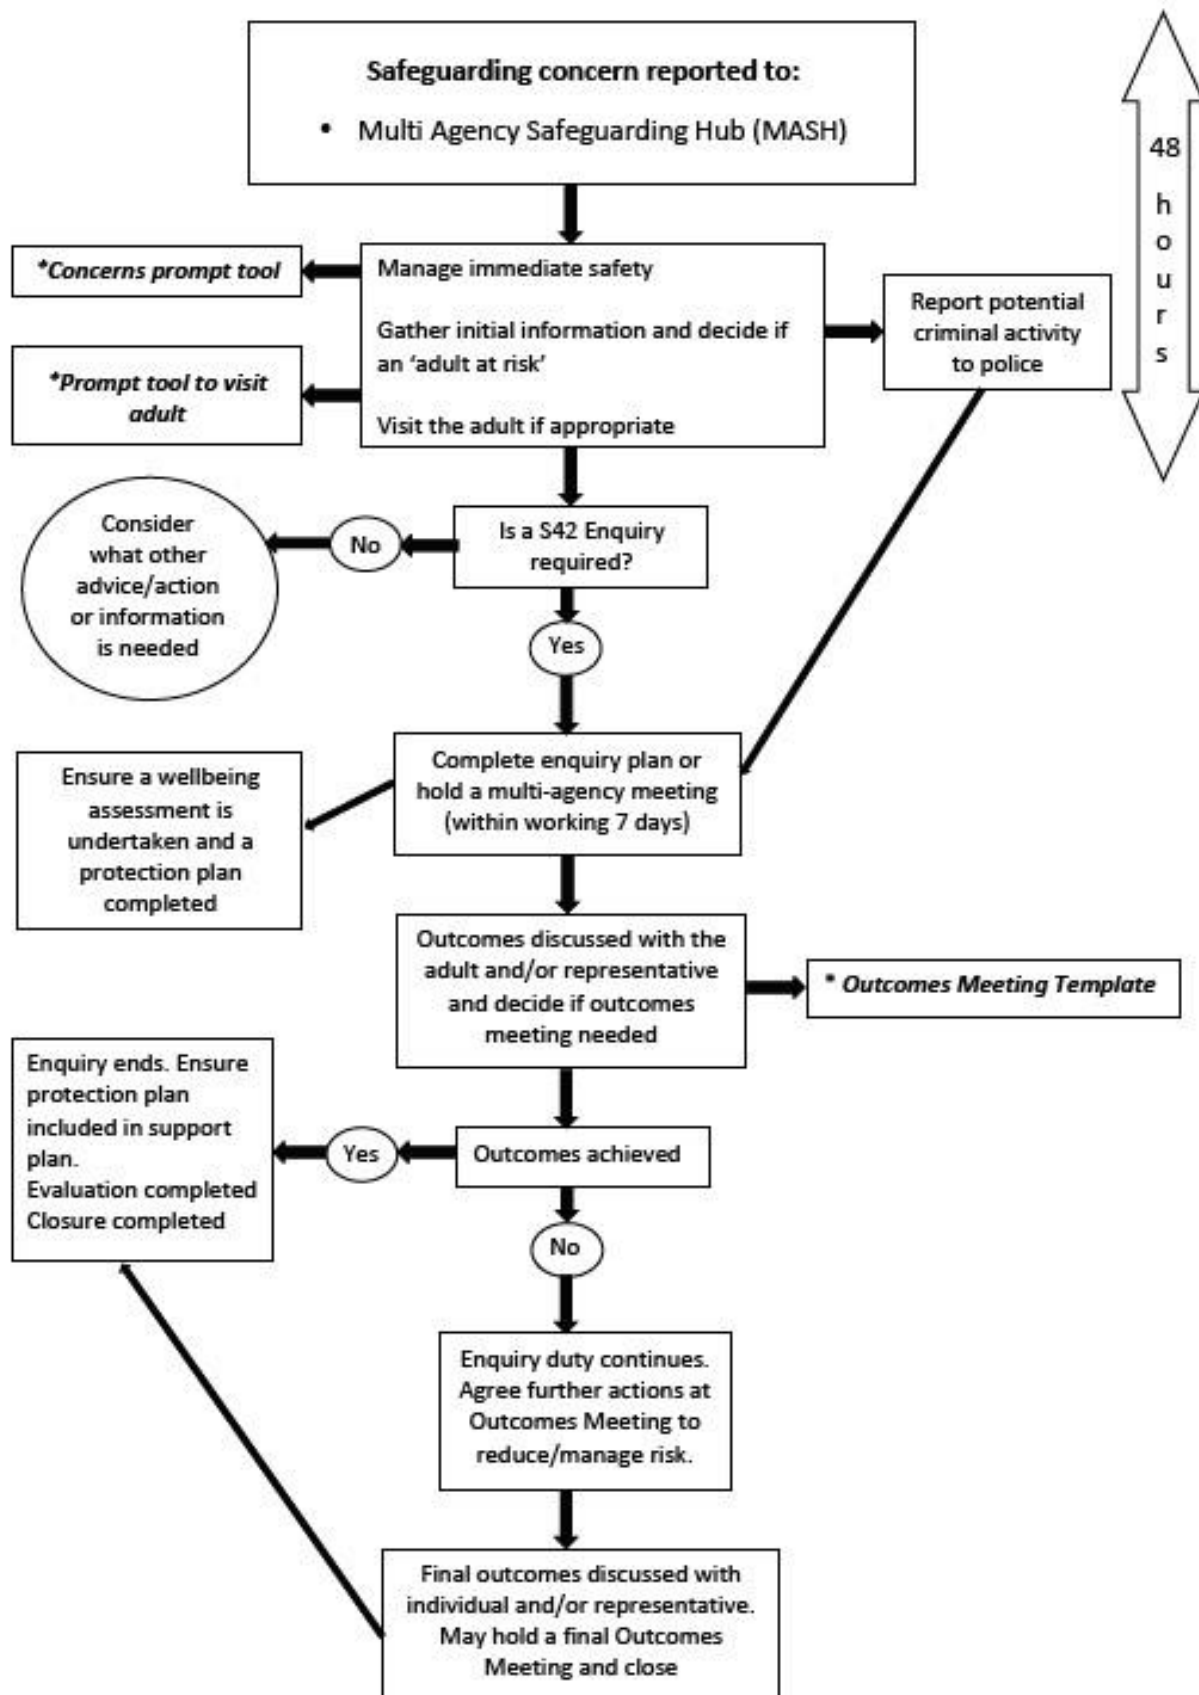 Safeguarding concern reported to:
• Multi Agency Safeguarding Hub (MASH)
48
h
o
u
r
s
*Concerns prompt tool
*Prompt tool to visit
adult
Manage immediate safety
Gather initial information and decide if
an ‘adult at risk’
Visit the adult if appropriate
Report potential
criminal activity
to police
Is a S42 Enquiry
required?
No
Consider
what other
advice/action
or information
is needed
Yes
Complete enquiry plan or
hold a multi-agency meeting
(within working 7 days)
Ensure a wellbeing
assessment is
undertaken and a
protection plan
completed
Outcomes discussed with the
adult and/or representative
and decide if outcomes
meeting needed
* Outcomes Meeting Template
Outcomes achieved
Yes
Enquiry ends. Ensure
protection plan
included in support
plan.
Evaluation completed
Closure completed
No
Enquiry duty continues.
Agree further actions at
Outcomes Meeting to
reduce/manage risk.
Final outcomes discussed with
individual and/or representative.
May hold a final Outcomes
Meeting and close